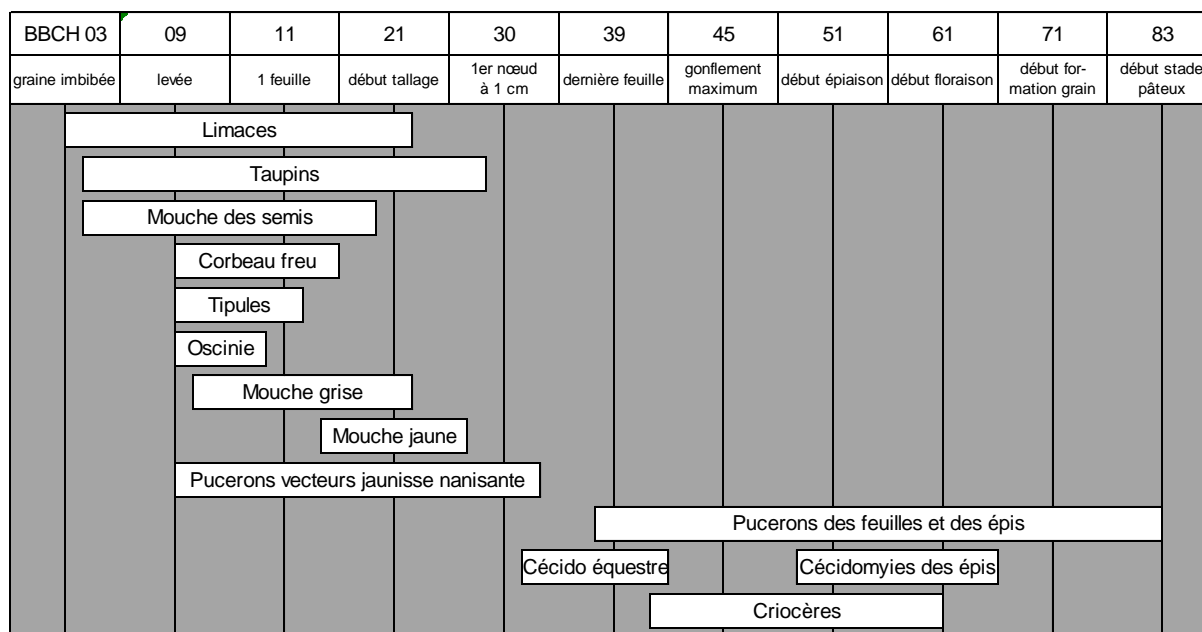 BBCH 03 09 11 21 30 39 45 51 61 71 83
graine imbibée levée 1 feuille début tallage 1er nœud à 1 cm dernière feuille gonflement maximum début épiaison début floraison début for-mation grain début stade pâteux
Limaces
Taupins
Mouche des semis
Corbeau freu
Tipules
Oscinie
Mouche grise
Mouche jaune
Pucerons vecteurs jaunisse nanisante
Pucerons des feuilles et des épis
Cécido équestre Cécidomyies des épis
Criocères